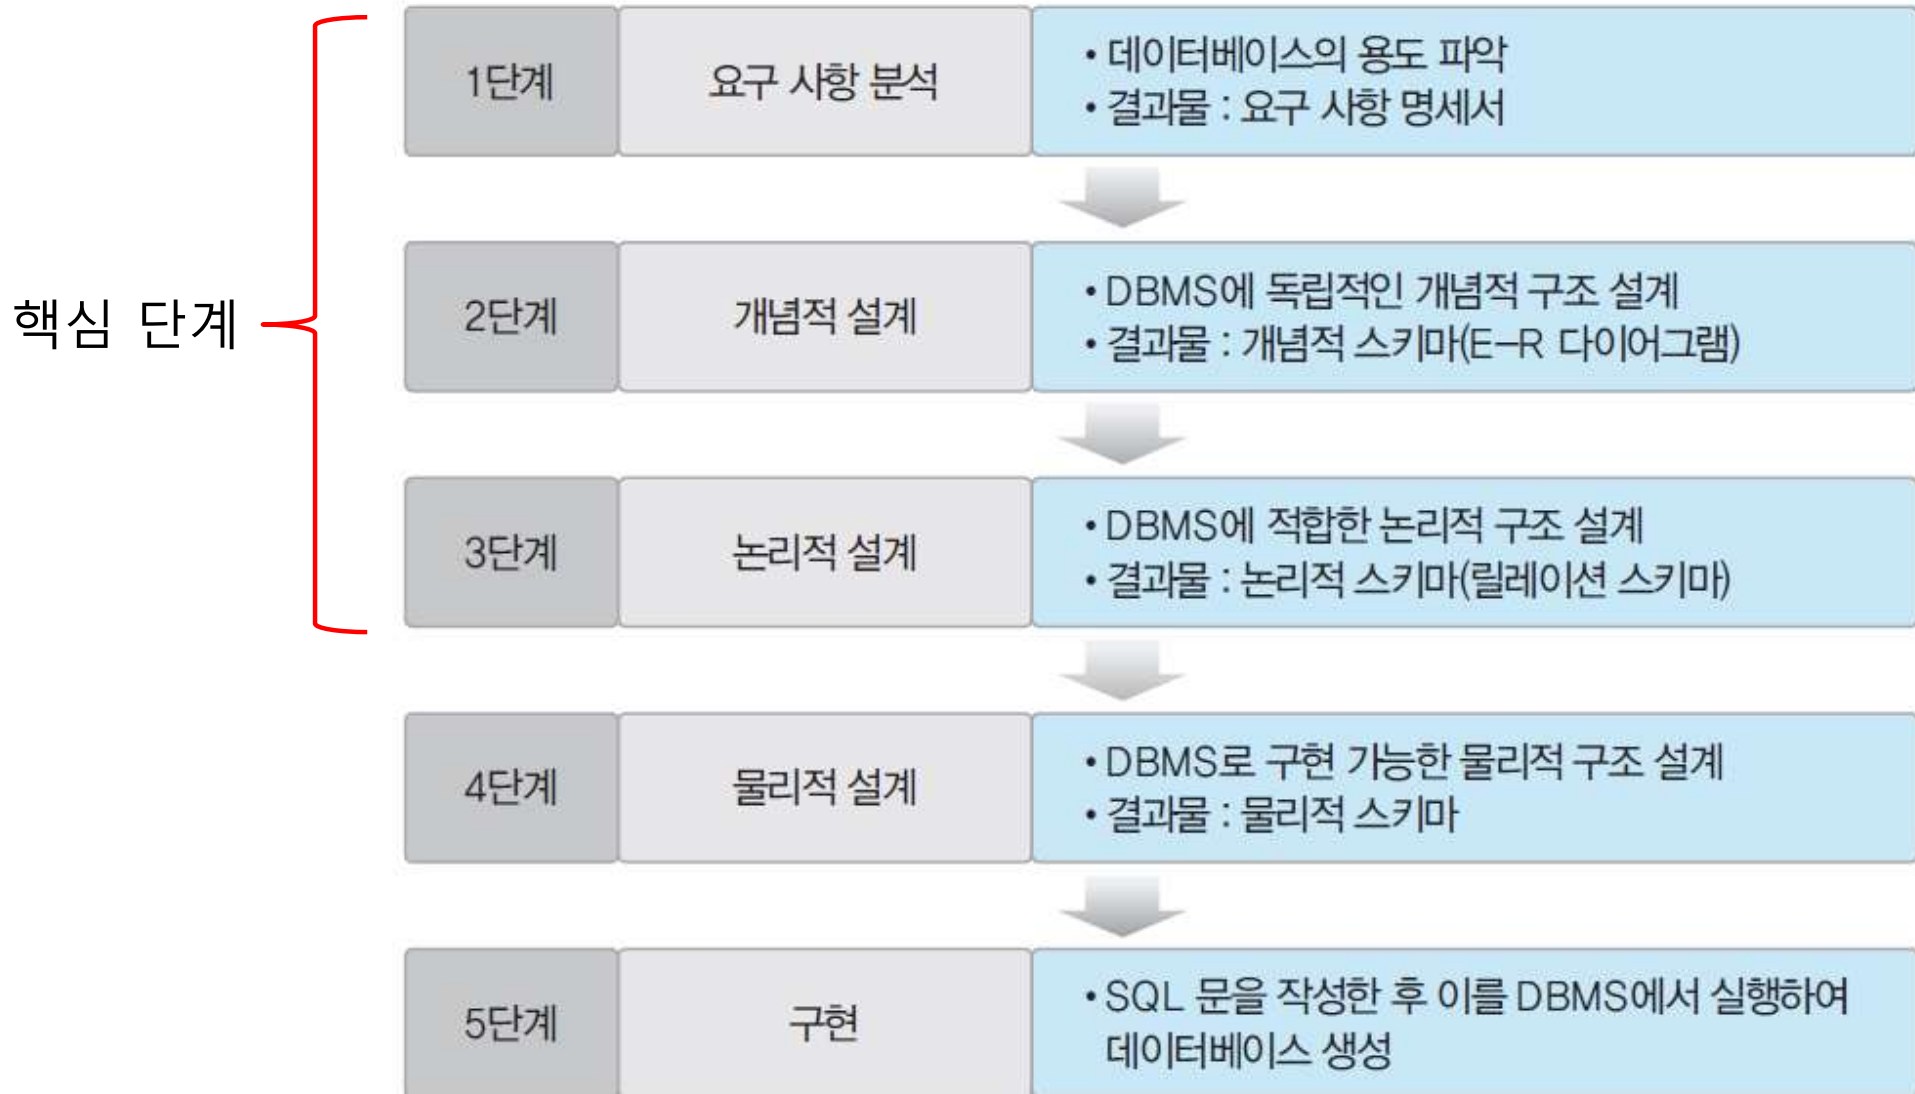 핵심 단계
1단계
요구 사항 분석
• 데이터베이스의 용도 파악
• 결과물 : 요구 사항 명세서
2단계
개념적 설계
• DBMS에 독립적인 개념적 구조 설계
• 결과물 : 개념적 스키마(E-R 다이어그램)
3단계
논리적 설계
• DBMS에 적합한 논리적 구조 설계
• 결과물 : 논리적 스키마(릴레이션 스키마)
4단계
물리적 설계
• DBMS로 구현 가능한 물리적 구조 설계
• 결과물 : 물리적 스키마
5단계
구현
• SQL 문을 작성한 후 이를 DBMS에서 실행하여
데이터베이스 생성